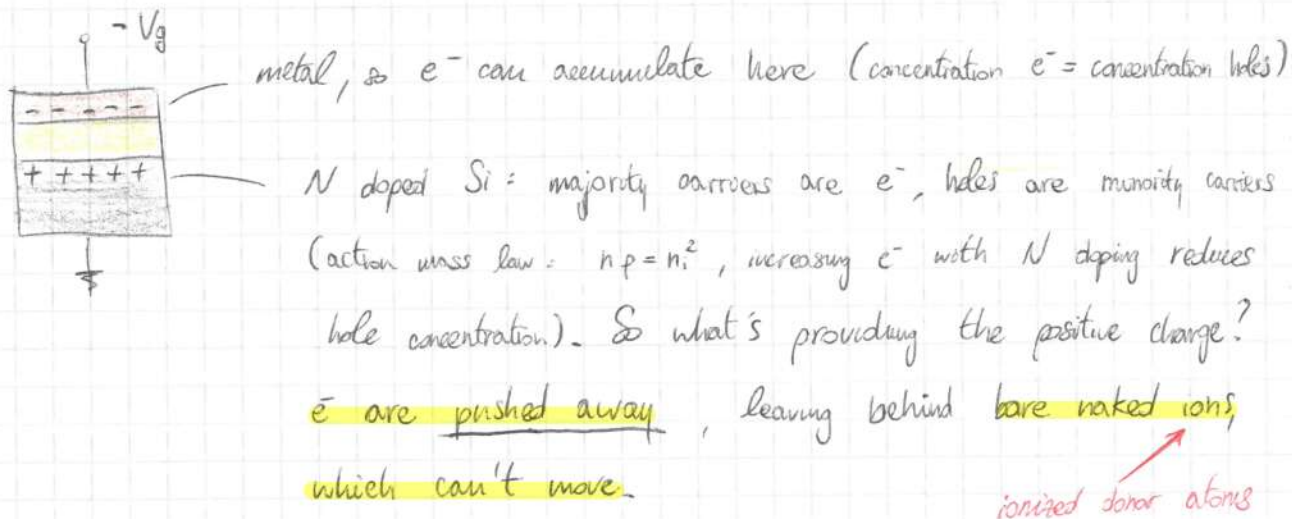 - Vg
metal, so e⁻ can accumulate here (concentration e⁻ = concentration holes)
- - - - -
+ + + + +
N doped Si : majority carriers are e⁻, holes are minority carriers
(action mass law : np = nᵢ², increasing e⁻ with N doping reduces
hole concentration). So what's providing the positive charge?
e⁻ are pushed away, leaving behind bare naked ions,
which can't move.
ionized donor atoms